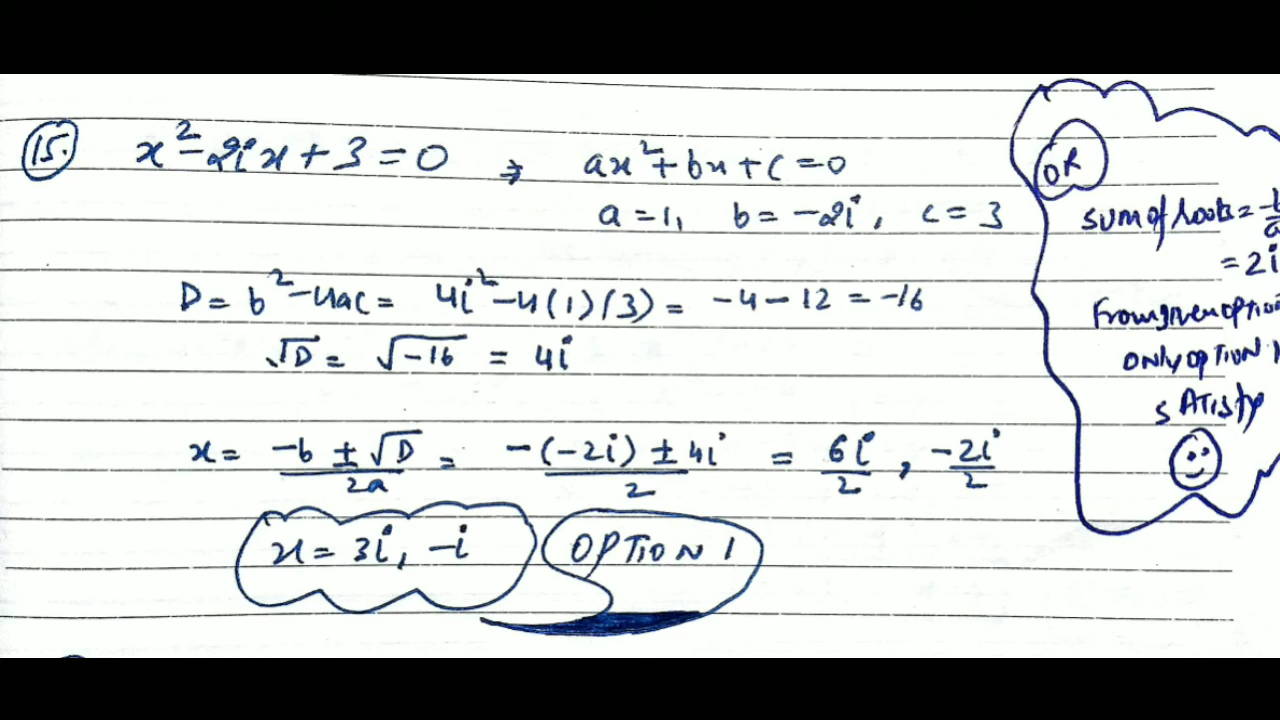 15. x² - 2ix + 3 = 0 ⇒ ax² + bx + c = 0
a = 1, b = -2i, c = 3
D = b² - 4ac = 4i² - 4(1)(3) = -4 - 12 = -16
√D = √-16 = 4i
x = (-b ± √D)/2a = (-(-2i) ± 4i)/2 = 6i/2, -2i/2
x = 3i, -i OPTION 1
OR
sum of roots = -b/a
= 2i
From given option
only OPTION 1
SATISfy